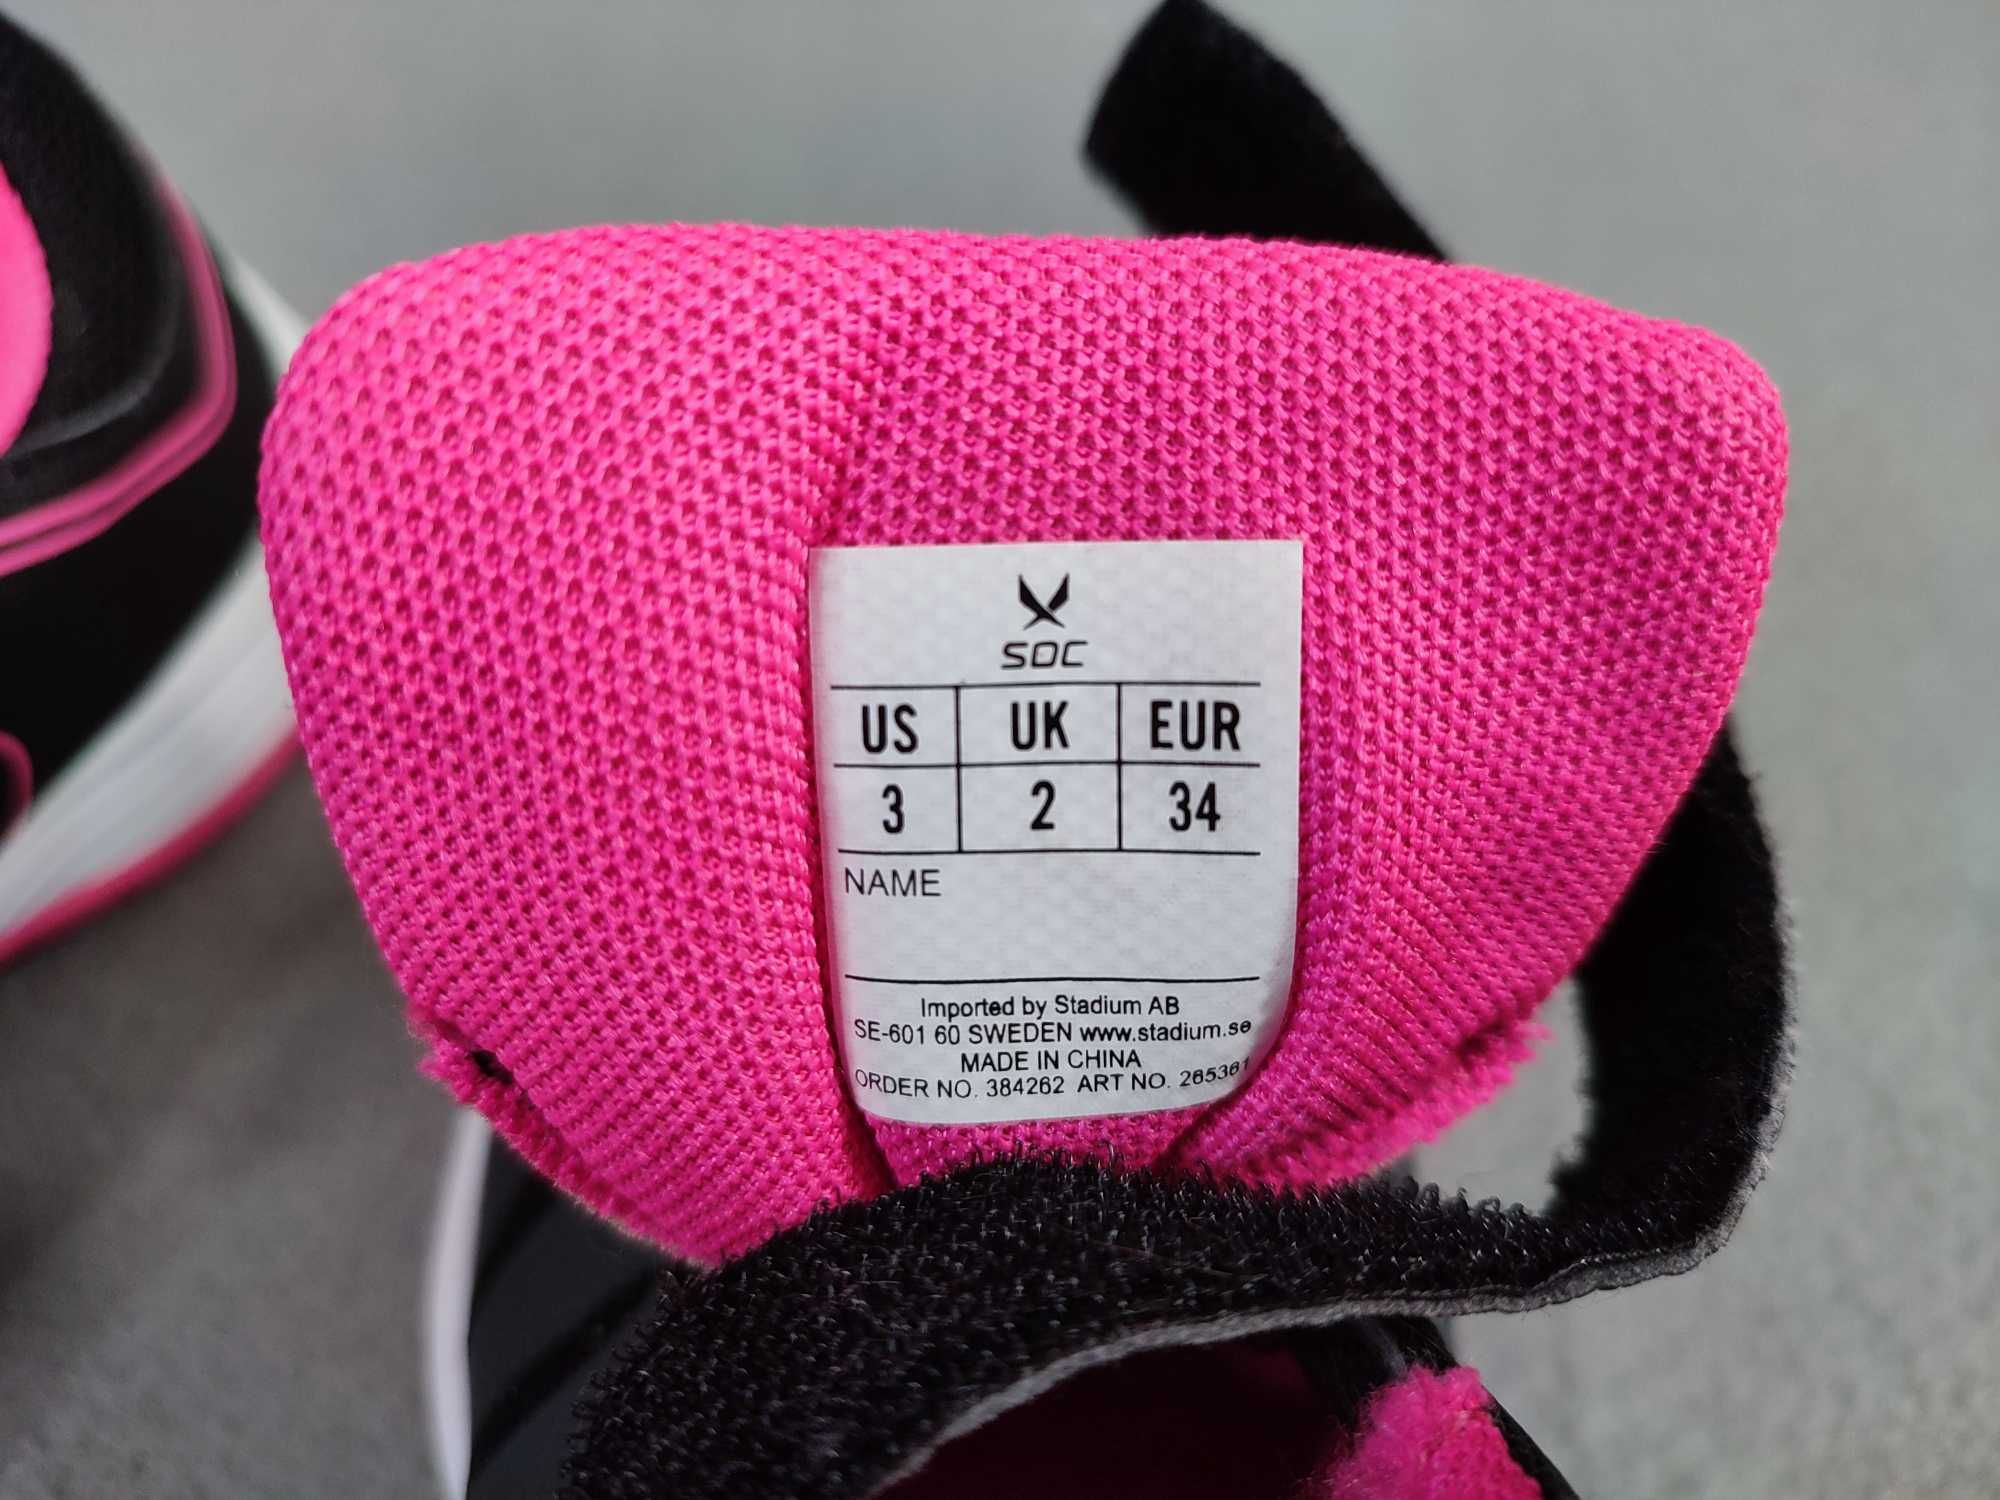 SOC
US UK EUR
3 2 34
NAME
Imported by Stadium AB
SE-601 60 SWEDEN www.stadium.se
MADE IN CHINA
ORDER NO. 384262 ART NO. 265361